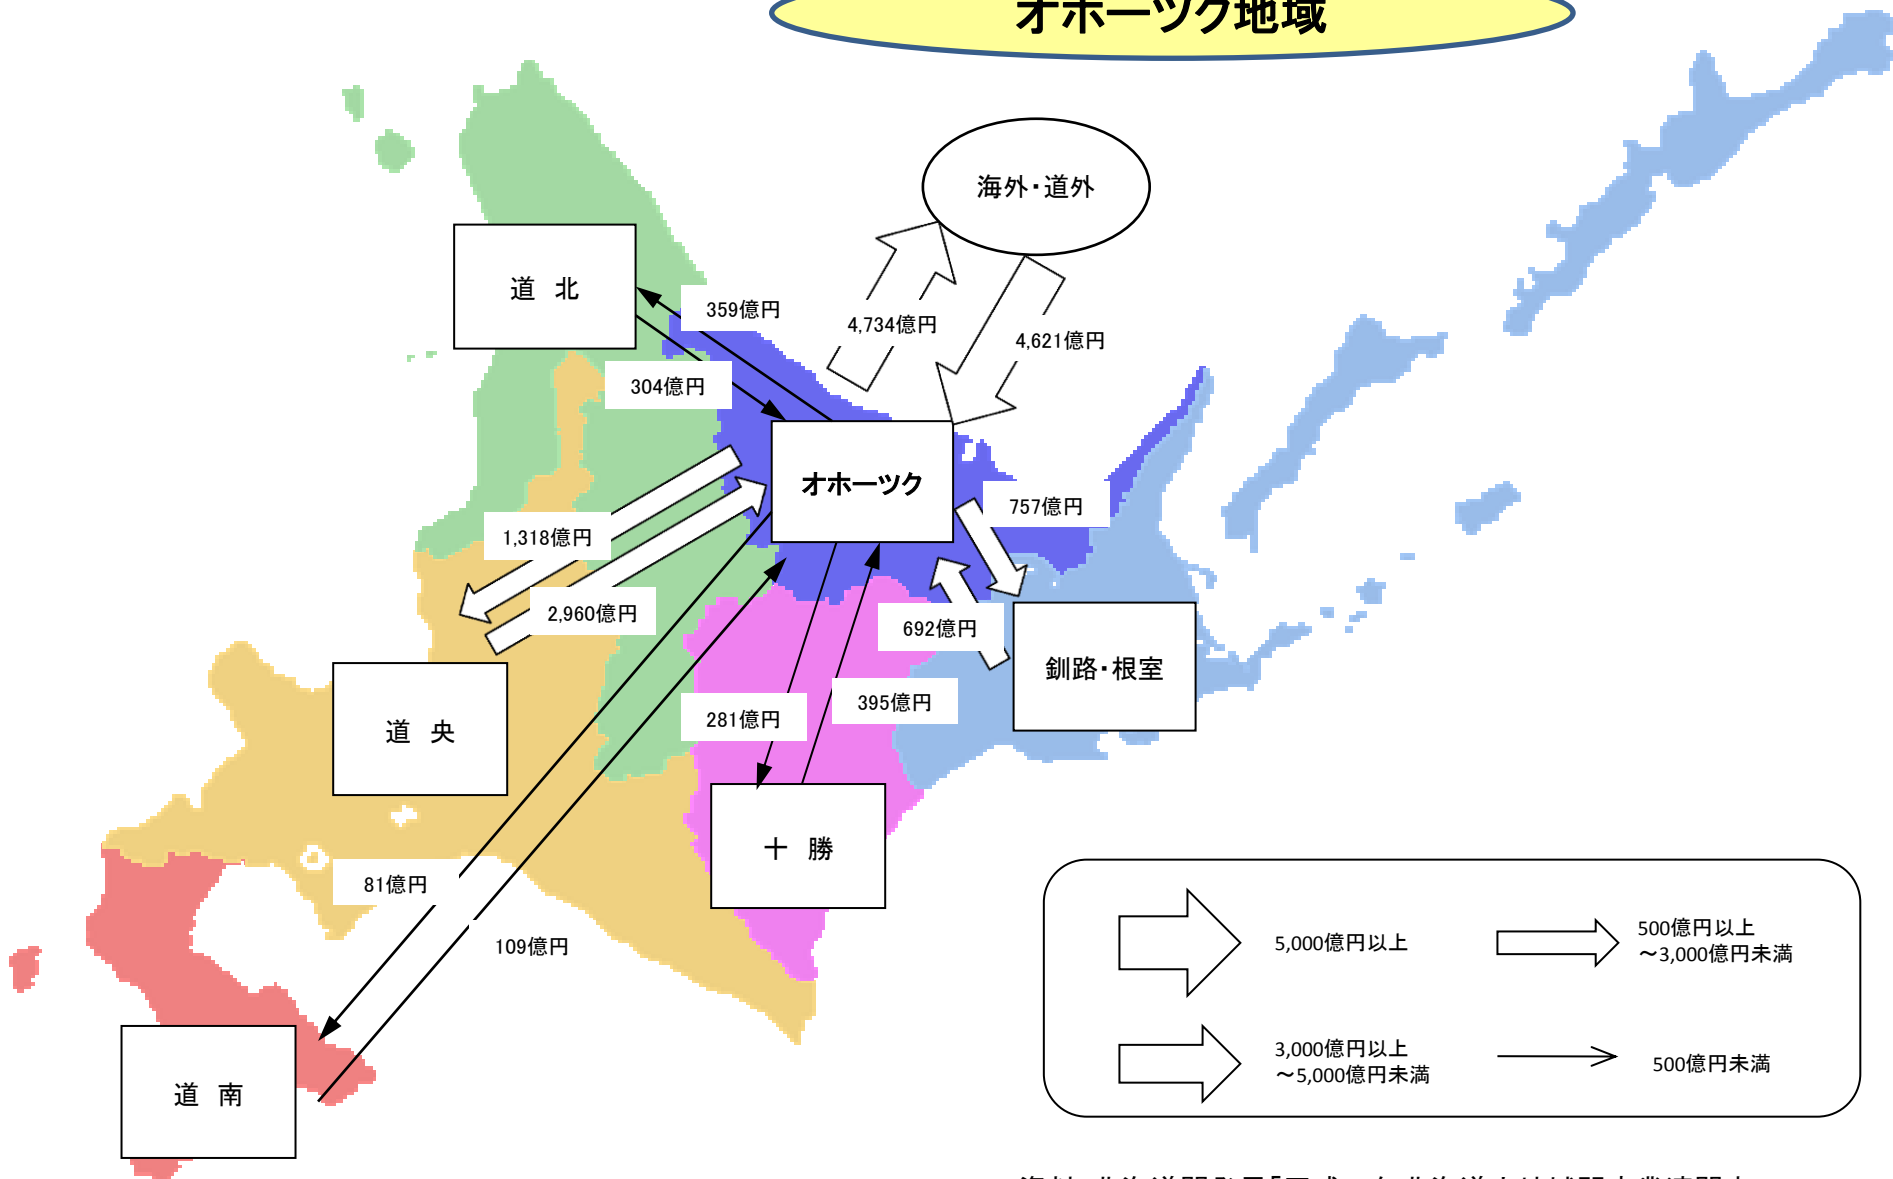 オホーツク地域
海外・道外
道 北
359億円
4,734億円
4,621億円
304億円
オホーツク
757億円
1,318億円
2,960億円
692億円
釧路・根室
道 央
281億円
395億円
十 勝
81億円
109億円
道 南
5,000億円以上
500億円以上
～3,000億円未満
3,000億円以上
～5,000億円未満
500億円未満